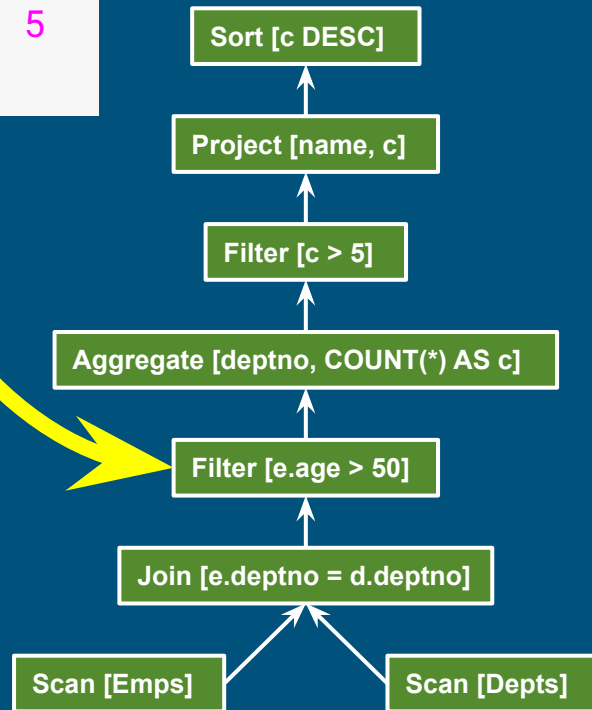 5
Sort [c DESC]
Project [name, c]
Filter [c > 5]
Aggregate [deptno, COUNT(*) AS c]
Filter [e.age > 50]
Join [e.deptno = d.deptno]
Scan [Emps]
Scan [Depts]